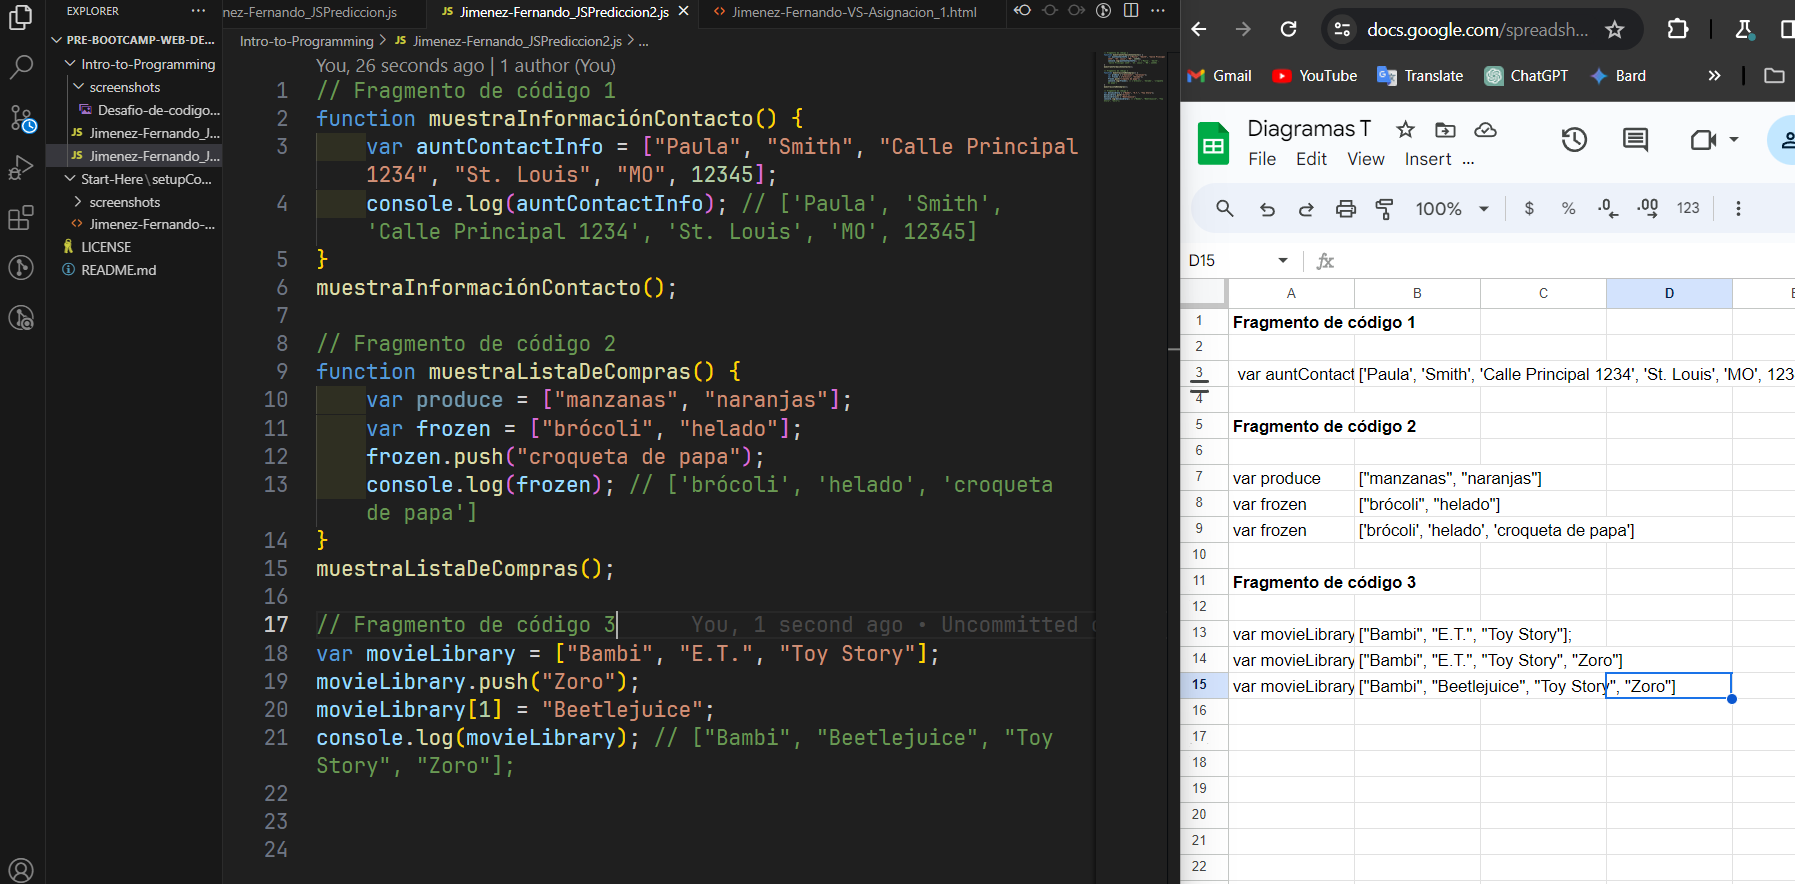 EXPLORER
PRE-BOOTCAMP-WEB-DE...
Intro-to-Programming
screenshots
Desafio-de-codigo...
JS Jimenez-Fernando_J...
JS Jimenez-Fernando_J...
Start-Here\setupCo...
screenshots
Jimenez-Fernando-...
LICENSE
README.md
nez-Fernando_JSPrediccion.js
JS Jimenez-Fernando_JSPrediccion2.js
Jimenez-Fernando-VS-Asignacion_1.html
Intro-to-Programming > JS Jimenez-Fernando_JSPrediccion2.js > ...
You, 26 seconds ago | 1 author (You)
1 // Fragmento de código 1
2 function muestraInformaciónContacto() {
3 var auntContactInfo = ["Paula", "Smith", "Calle Principal
1234", "St. Louis", "MO", 12345];
4 console.log(auntContactInfo); // ['Paula', 'Smith',
'Calle Principal 1234', 'St. Louis', 'MO', 12345]
5 }
6 muestraInformaciónContacto();
7
8 // Fragmento de código 2
9 function muestraListaDeCompras() {
10 var produce = ["manzanas", "naranjas"];
11 var frozen = ["brócoli", "helado"];
12 frozen.push("croqueta de papa");
13 console.log(frozen); // ['brócoli', 'helado', 'croqueta
de papa']
14 }
15 muestraListaDeCompras();
16
17 // Fragmento de código 3 You, 1 second ago • Uncommitted c
18 var movieLibrary = ["Bambi", "E.T.", "Toy Story"];
19 movieLibrary.push("Zoro");
20 movieLibrary[1] = "Beetlejuice";
21 console.log(movieLibrary); // ["Bambi", "Beetlejuice", "Toy
Story", "Zoro"];
22
23
24
docs.google.com/spreadsh...
Gmail YouTube Translate ChatGPT Bard »
Diagramas T
File Edit View Insert ...
100% $ % .0 .00 123
D15 fx
A B C D E
1 Fragmento de código 1
2
3 var auntContact ['Paula', 'Smith', 'Calle Principal 1234', 'St. Louis', 'MO', 123
4
5 Fragmento de código 2
6
7 var produce ["manzanas", "naranjas"]
8 var frozen ["brócoli", "helado"]
9 var frozen ['brócoli', 'helado', 'croqueta de papa']
10
11 Fragmento de código 3
12
13 var movieLibrary ["Bambi", "E.T.", "Toy Story"];
14 var movieLibrary ["Bambi", "E.T.", "Toy Story", "Zoro"]
15 var movieLibrary ["Bambi", "Beetlejuice", "Toy Story", "Zoro"]
16
17
18
19
20
21
22